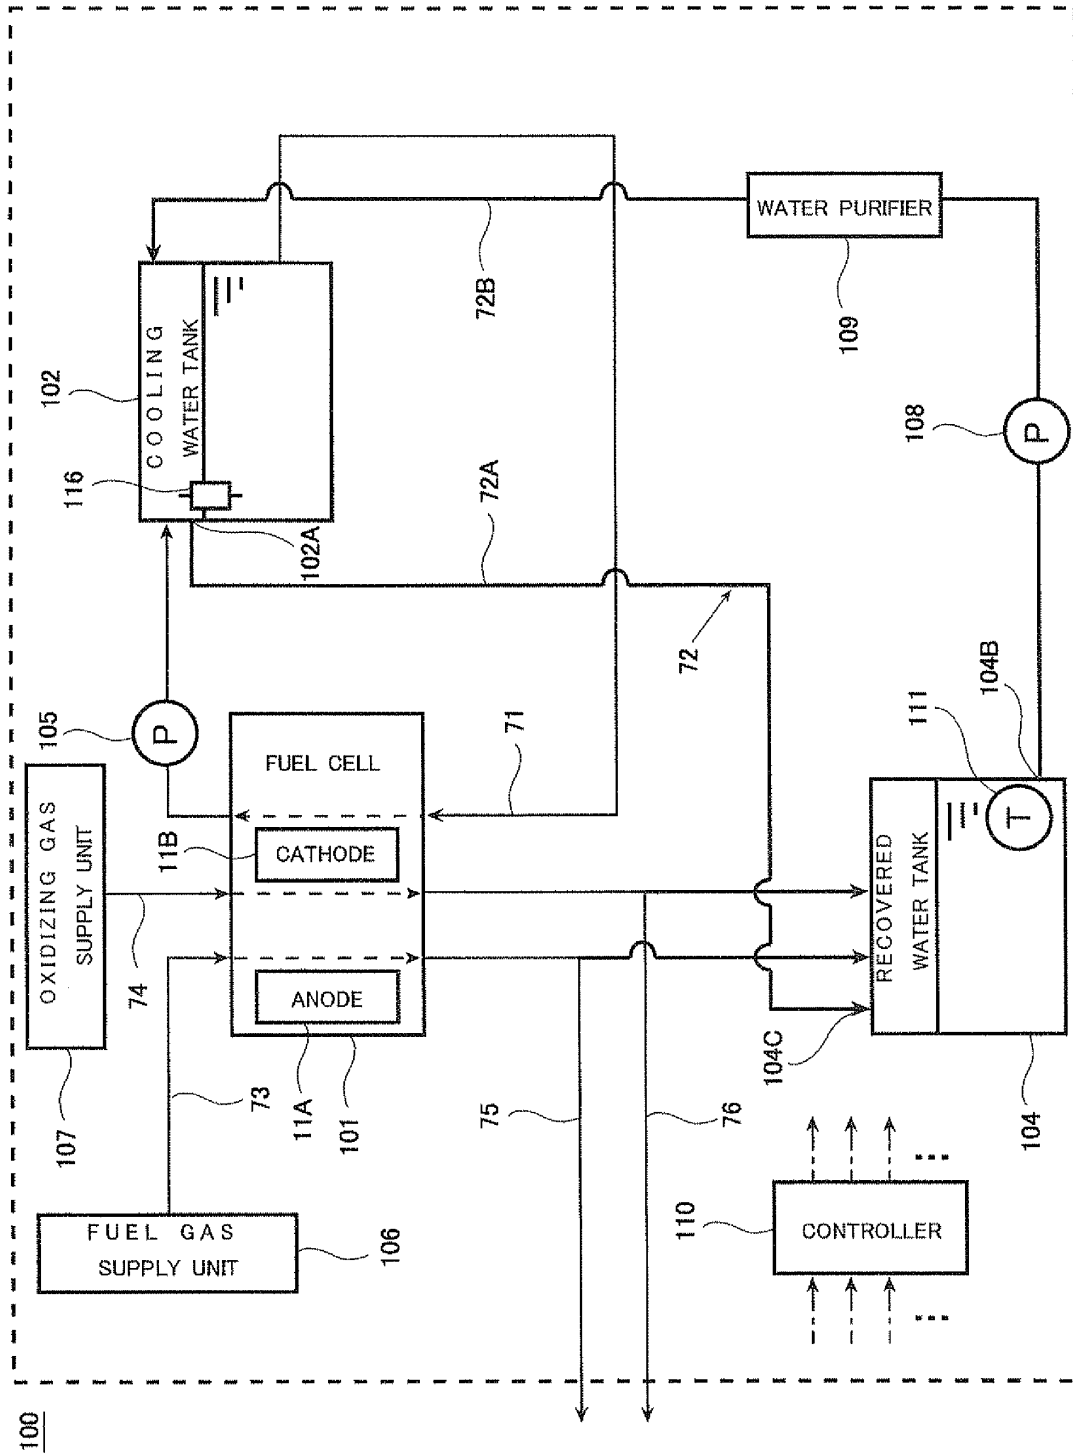 100
FUEL GAS
SUPPLY UNIT
106
107
OXIDIZING GAS
SUPPLY UNIT
73
74
105
P
102
COOLING
WATER TANK
116
102A
FUEL CELL
11B
CATHODE
ANODE
11A
101
71
72A
72B
72
75
76
WATER PURIFIER
109
108
P
104B
111
T
RECOVERED
WATER TANK
104C
104
110
CONTROLLER